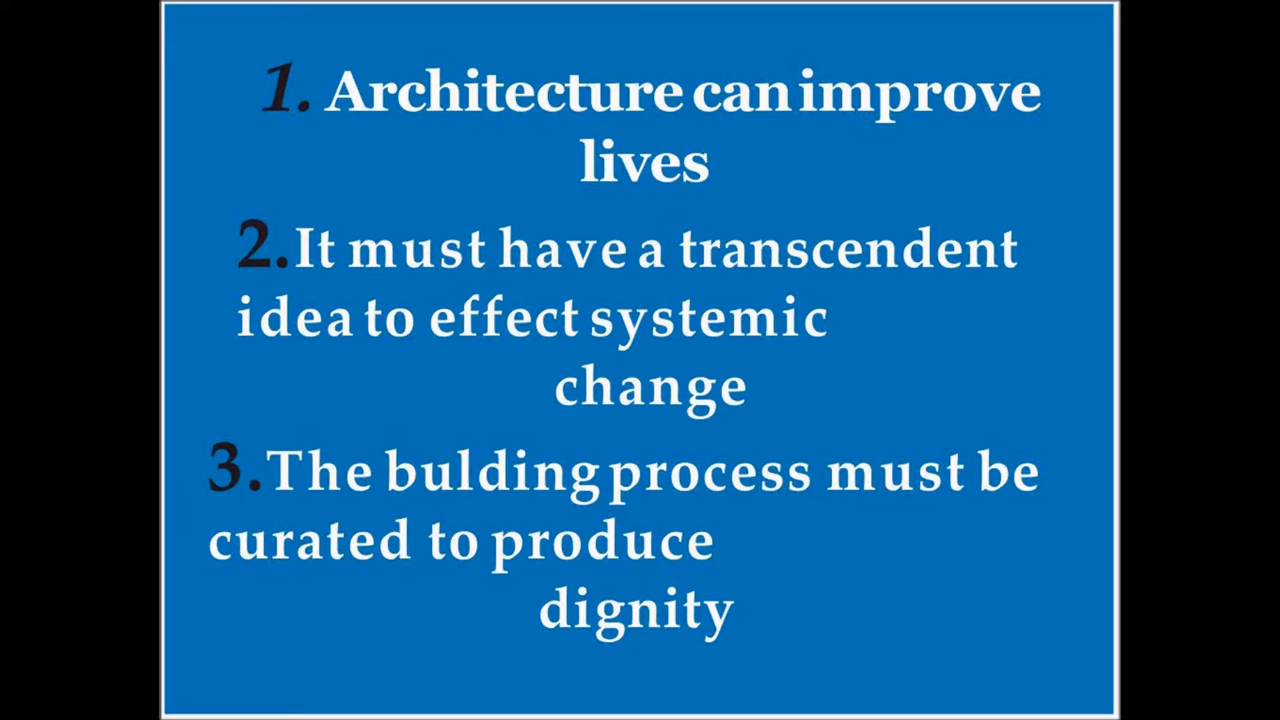 1. Architecture can improve
lives
2.It must have a transcendent
idea to effect systemic
change
3.The bulding process must be
curated to produce
dignity